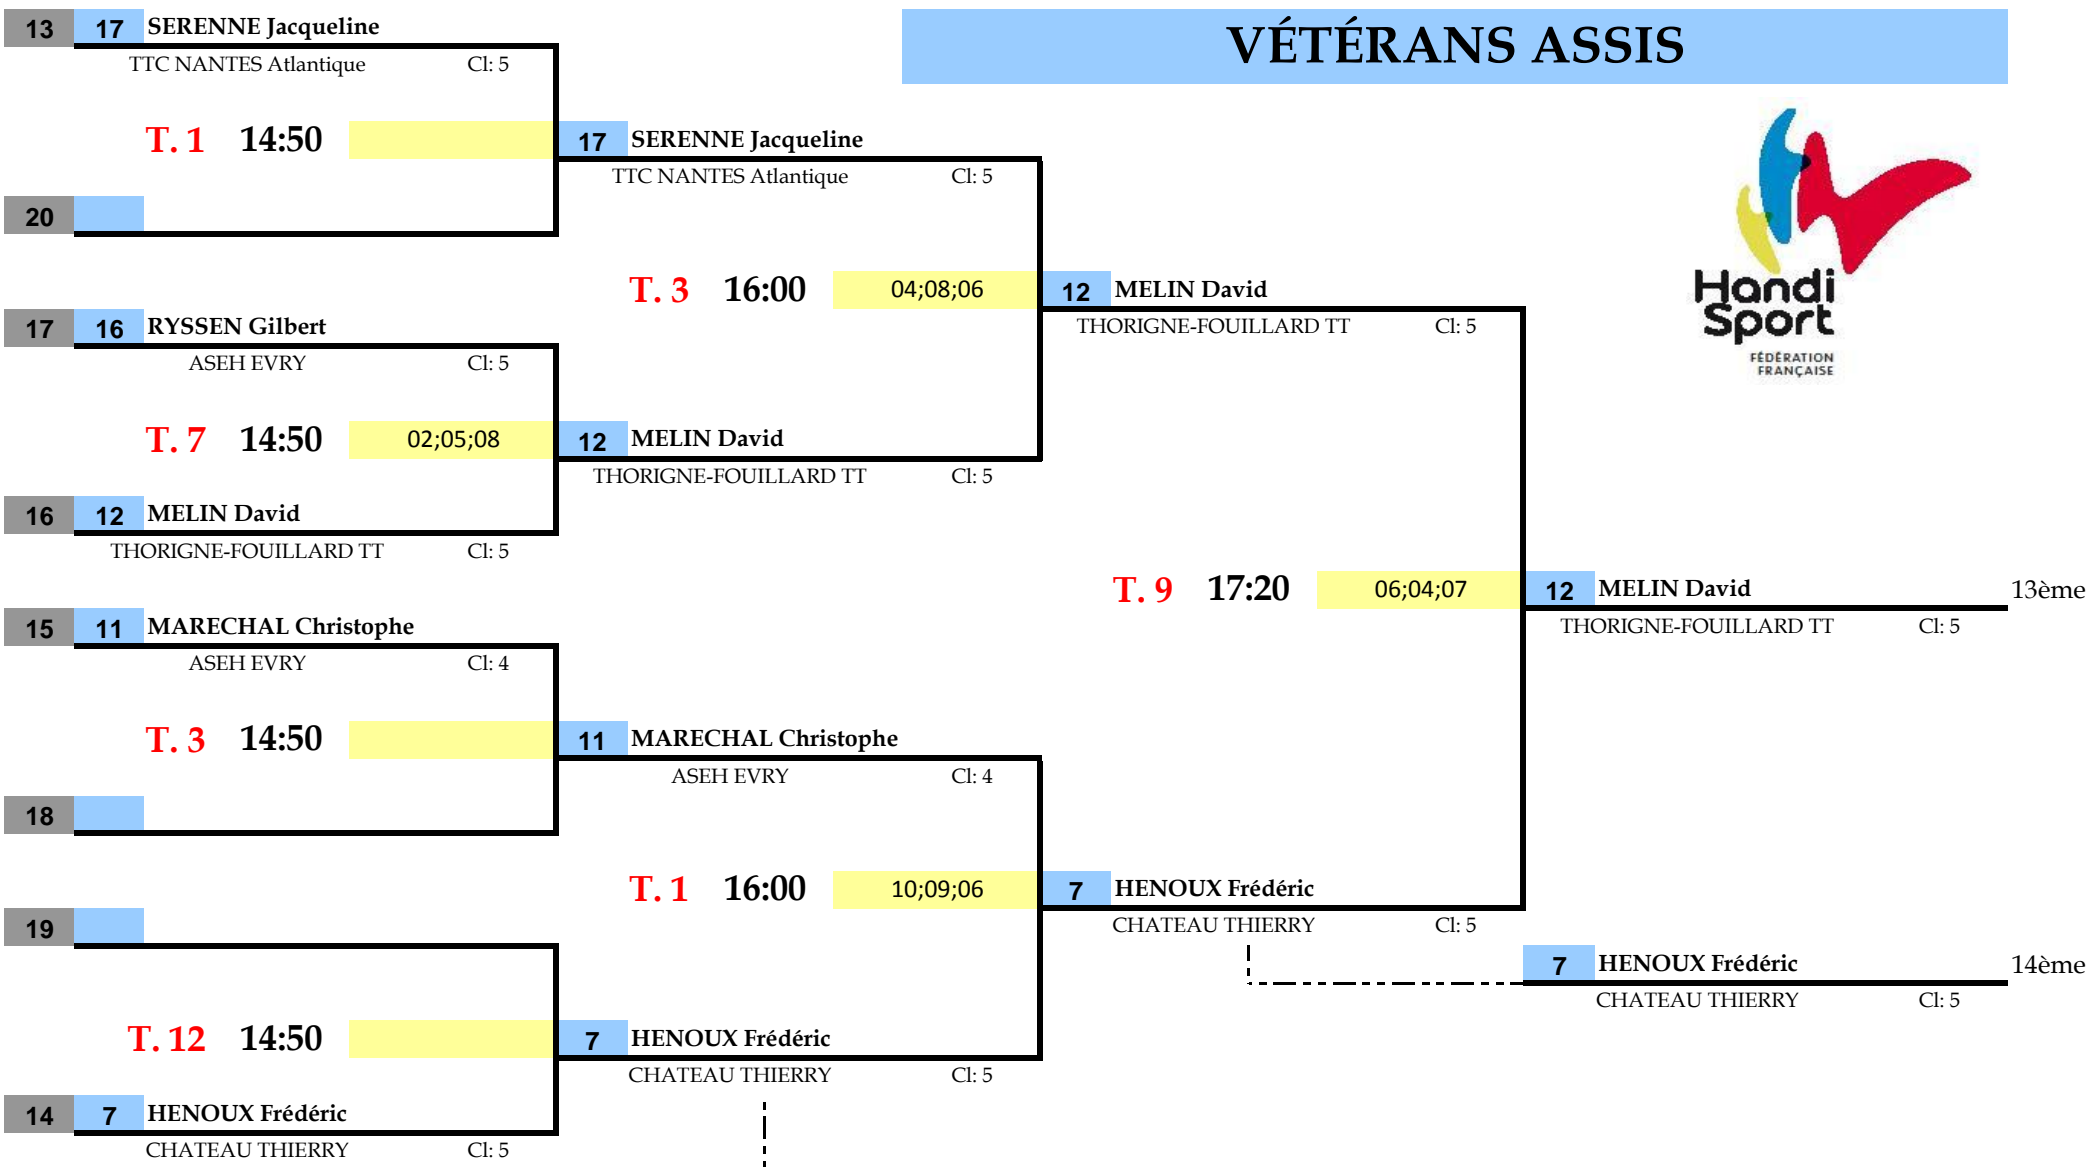 VÉTÉRANS ASSIS
13 17 SERENNE Jacqueline
TTC NANTES Atlantique Cl: 5
T. 1 14:50
17 SERENNE Jacqueline
TTC NANTES Atlantique Cl: 5
20
T. 3 16:00 04;08;06
12 MELIN David
THORIGNE-FOUILLARD TT Cl: 5
Handi
Sport
FÉDÉRATION
FRANÇAISE
17 16 RYSSEN Gilbert
ASEH EVRY Cl: 5
T. 7 14:50 02;05;08
12 MELIN David
THORIGNE-FOUILLARD TT Cl: 5
16 12 MELIN David
THORIGNE-FOUILLARD TT Cl: 5
T. 9 17:20 06;04;07
12 MELIN David 13ème
THORIGNE-FOUILLARD TT Cl: 5
15 11 MARECHAL Christophe
ASEH EVRY Cl: 4
T. 3 14:50
11 MARECHAL Christophe
ASEH EVRY Cl: 4
18
T. 1 16:00 10;09;06
7 HENOUX Frédéric
CHATEAU THIERRY Cl: 5
19
7 HENOUX Frédéric 14ème
CHATEAU THIERRY Cl: 5
T. 12 14:50
7 HENOUX Frédéric
CHATEAU THIERRY Cl: 5
14 7 HENOUX Frédéric
CHATEAU THIERRY Cl: 5